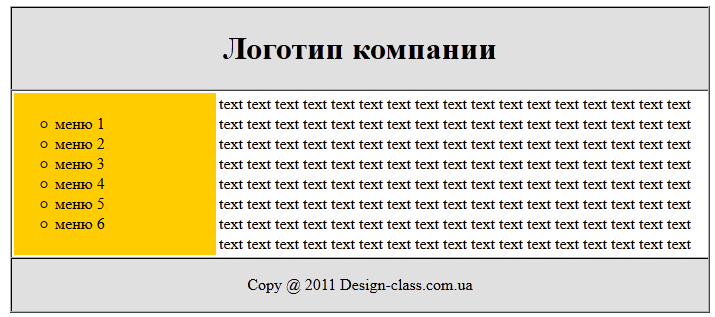 Логотип компании
меню 1
меню 2
меню 3
меню 4
меню 5
меню 6
text text text text text text text text text text text text text text text text text
text text text text text text text text text text text text text text text text text
text text text text text text text text text text text text text text text text text
text text text text text text text text text text text text text text text text text
text text text text text text text text text text text text text text text text text
text text text text text text text text text text text text text text text text text
text text text text text text text text text text text text text text text text text
text text text text text text text text text text text text text text text text text
Copy @ 2011 Design-class.com.ua